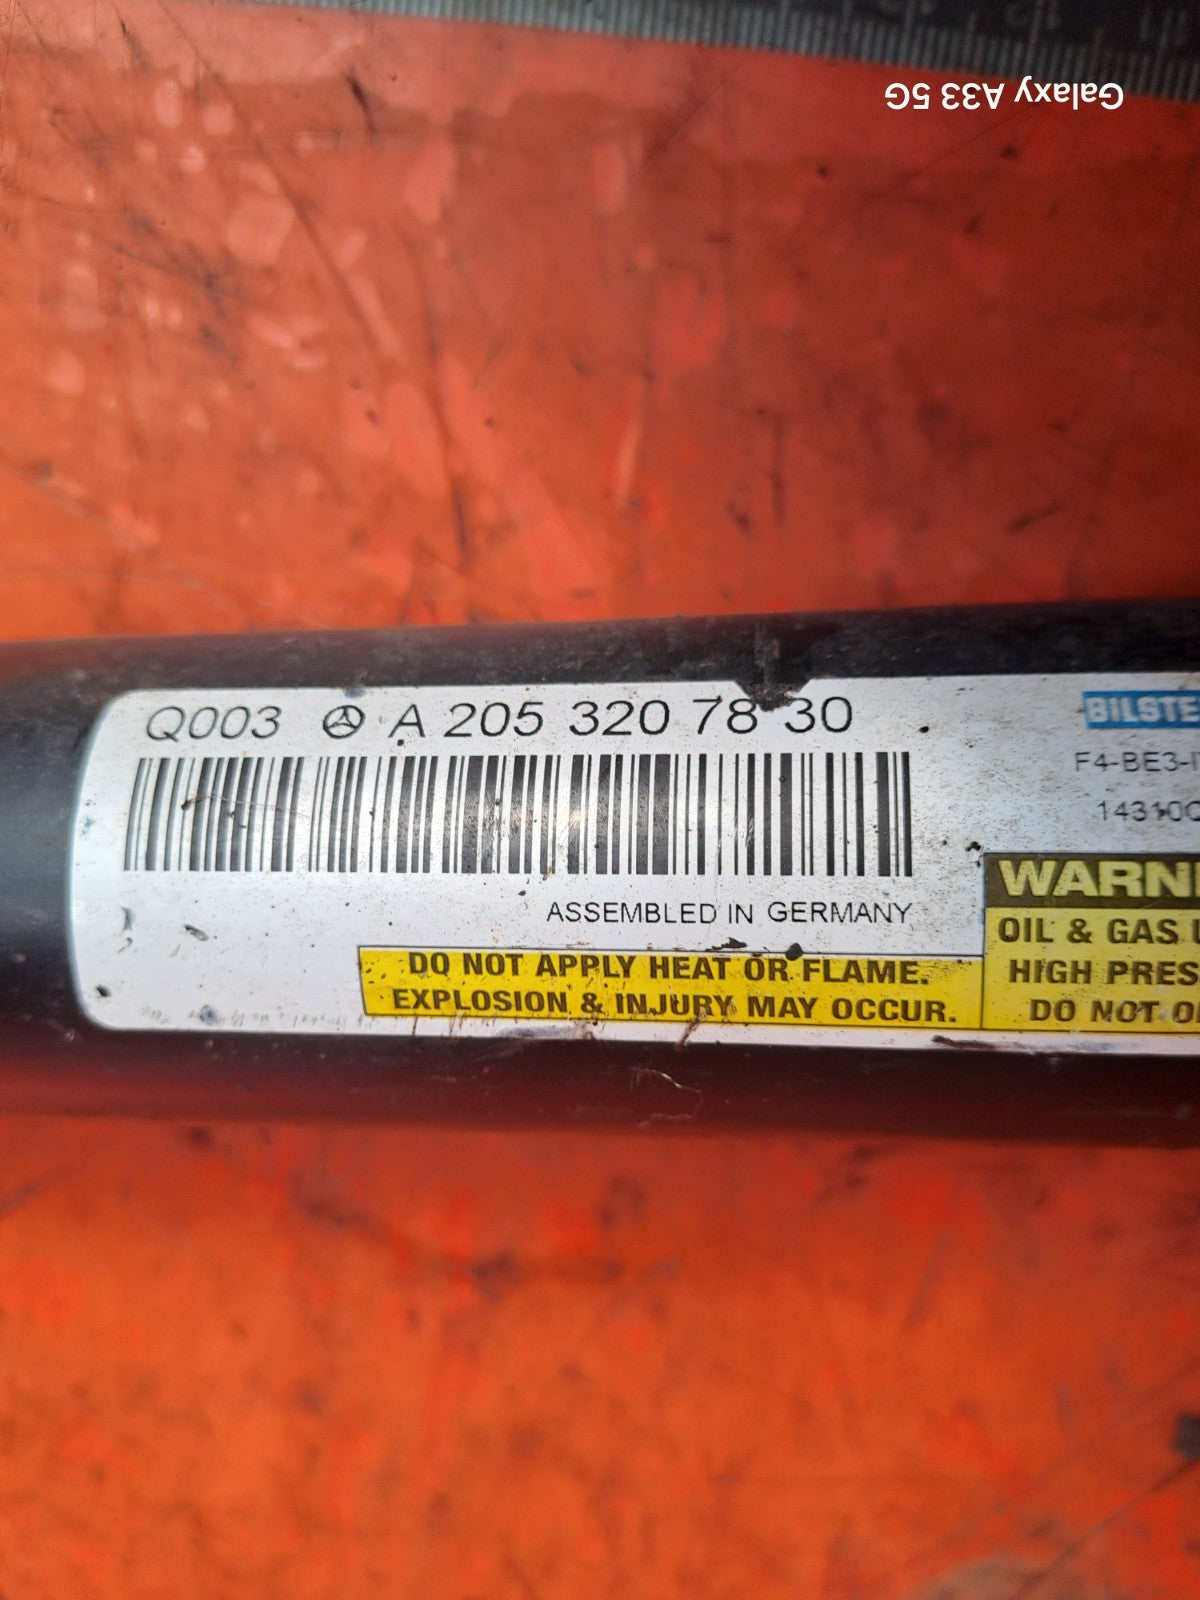 Galaxy A33 5G
Q003 A 205 320 78 30
BILSTE
F4-BE3-
14310
ASSEMBLED IN GERMANY
DO NOT APPLY HEAT OR FLAME.
EXPLOSION & INJURY MAY OCCUR.
WARN
OIL & GAS
HIGH PRES
DO NOT